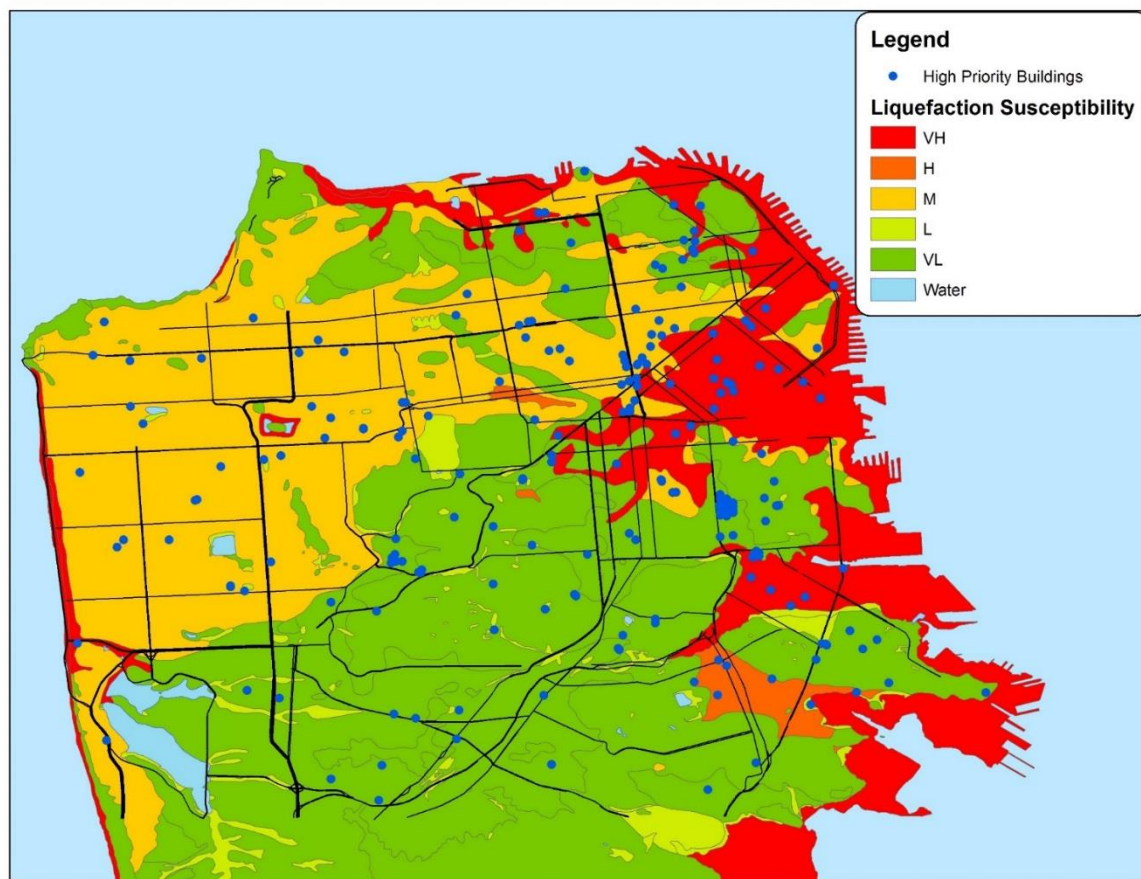 Legend
High Priority Buildings
Liquefaction Susceptibility
VH
H
M
L
VL
Water